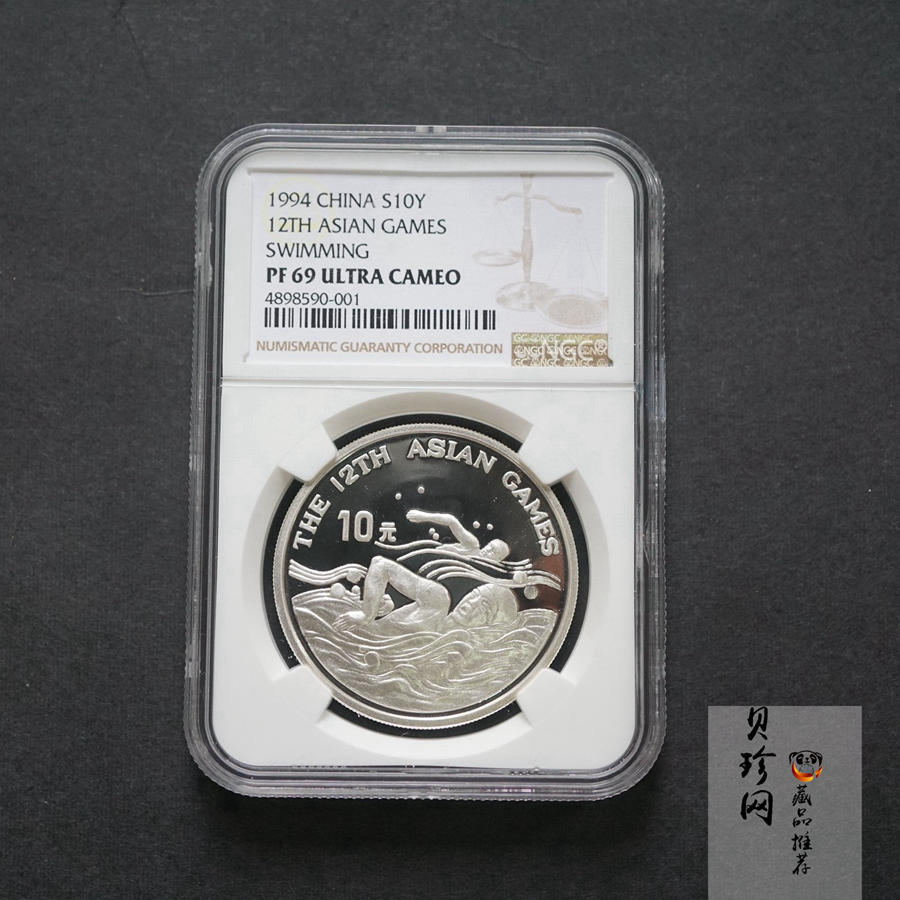 1994 CHINA S10Y
12TH ASIAN GAMES
SWIMMING
PF 69 ULTRA CAMEO
4898590-001
NUMISMATIC GUARANTY CORPORATION
NGC
THE 12TH ASIAN GAMES
10元
贝珍网
藏品推荐